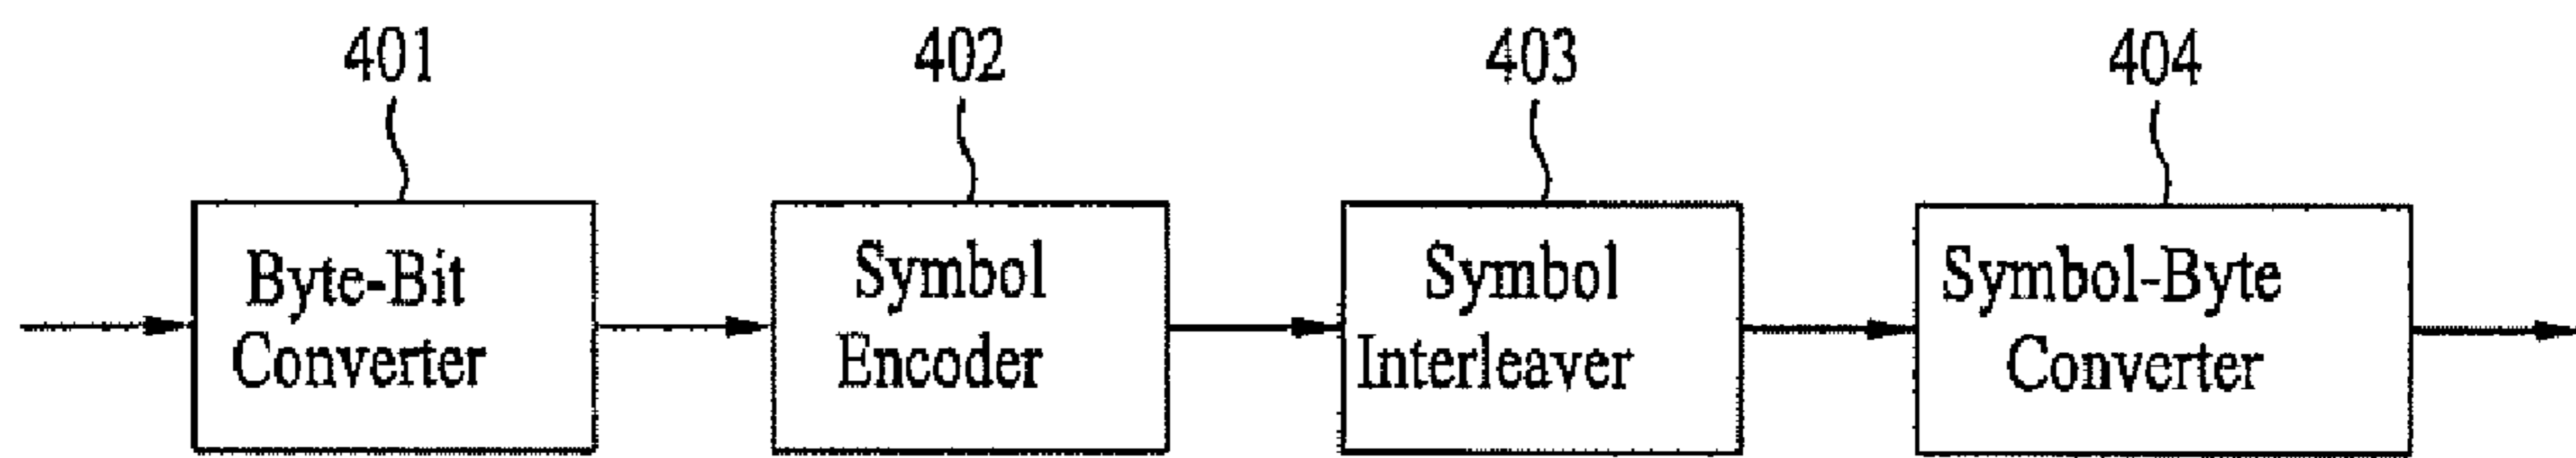 401
402
403
404
Byte-Bit
Converter
Symbol
Encoder
Symbol
Interleaver
Symbol-Byte
Converter